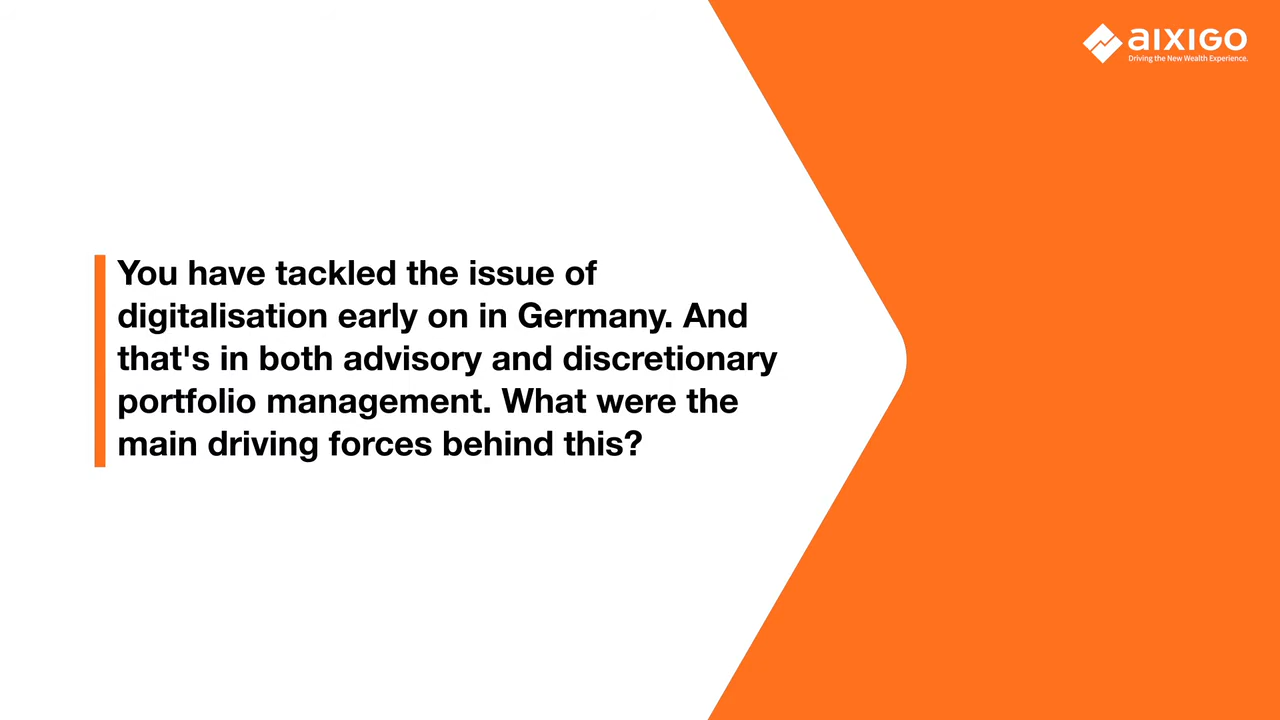 aixigo
Driving the New Wealth Experience.
You have tackled the issue of
digitalisation early on in Germany. And
that's in both advisory and discretionary
portfolio management. What were the
main driving forces behind this?